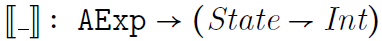 ⟦_⟧ : AExp → (State ⇀ Int)